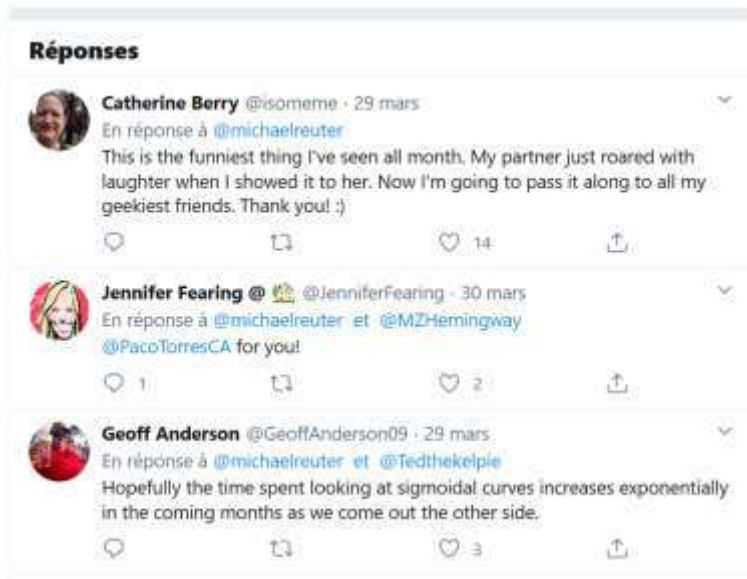 Réponses
Catherine Berry @isomeme · 29 mars
En réponse à @michaelreuter
This is the funniest thing I've seen all month. My partner just roared with
laughter when I showed it to her. Now I'm going to pass it along to all my
geekiest friends. Thank you! :)
14
Jennifer Fearing @ 🏡 @JenniferFearing · 30 mars
En réponse à @michaelreuter et @MZHemingway
@PacoTorresCA for you!
1 2
Geoff Anderson @GeoffAnderson09 · 29 mars
En réponse à @michaelreuter et @Tedthekelpie
Hopefully the time spent looking at sigmoidal curves increases exponentially
in the coming months as we come out the other side.
3